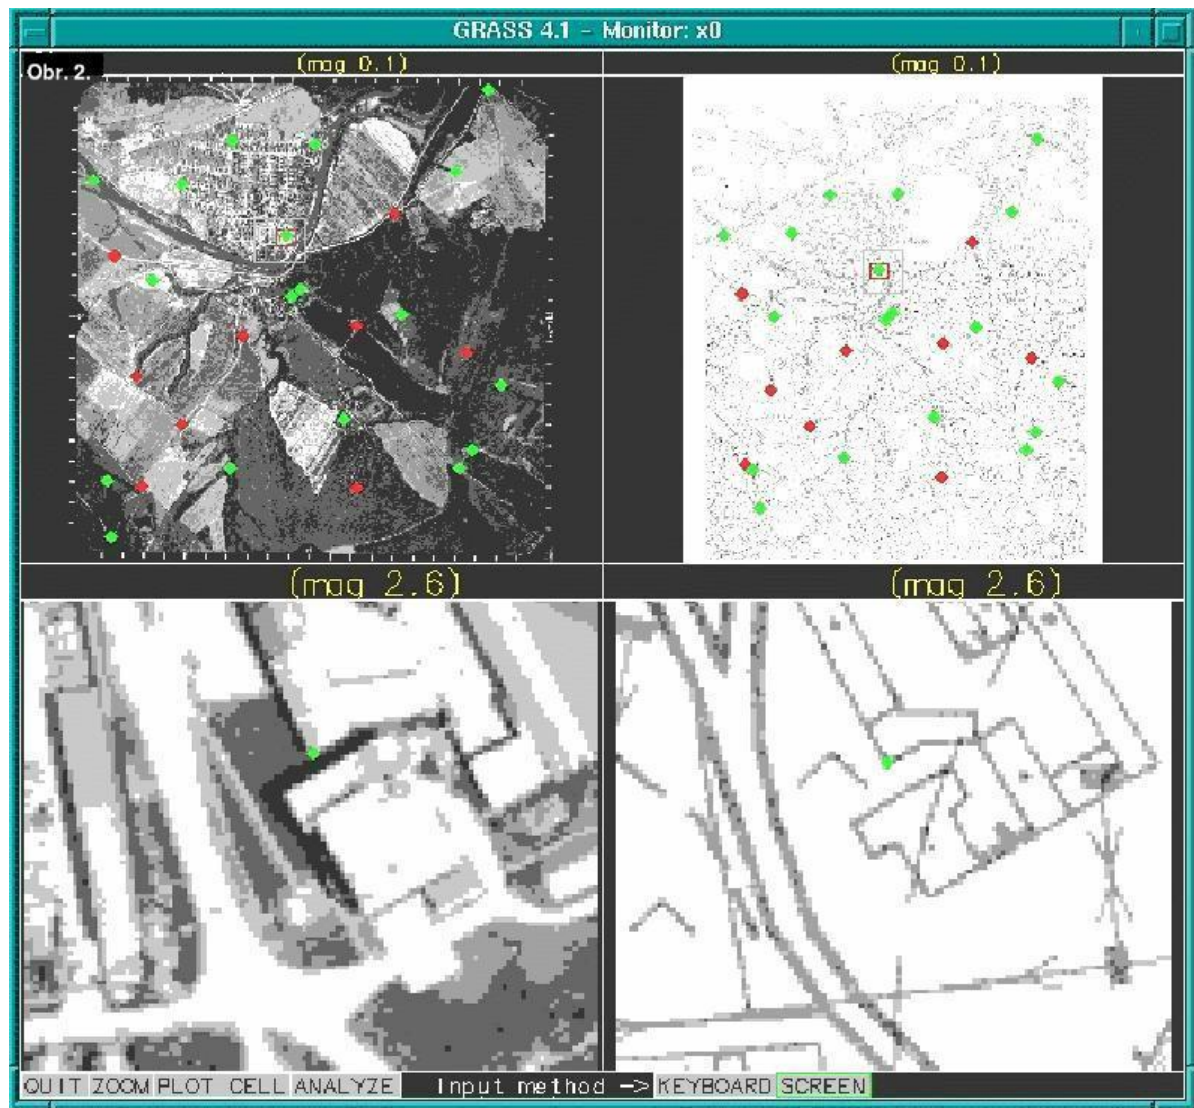 GRASS 4.1 - Monitor: x0
Obr. 2.
(mag 0.1) (mag 0.1)
(mag 2.6) (mag 2.6)
QUIT ZOOM PLOT CELL ANALYZE Input method -> KEYBOARD SCREEN